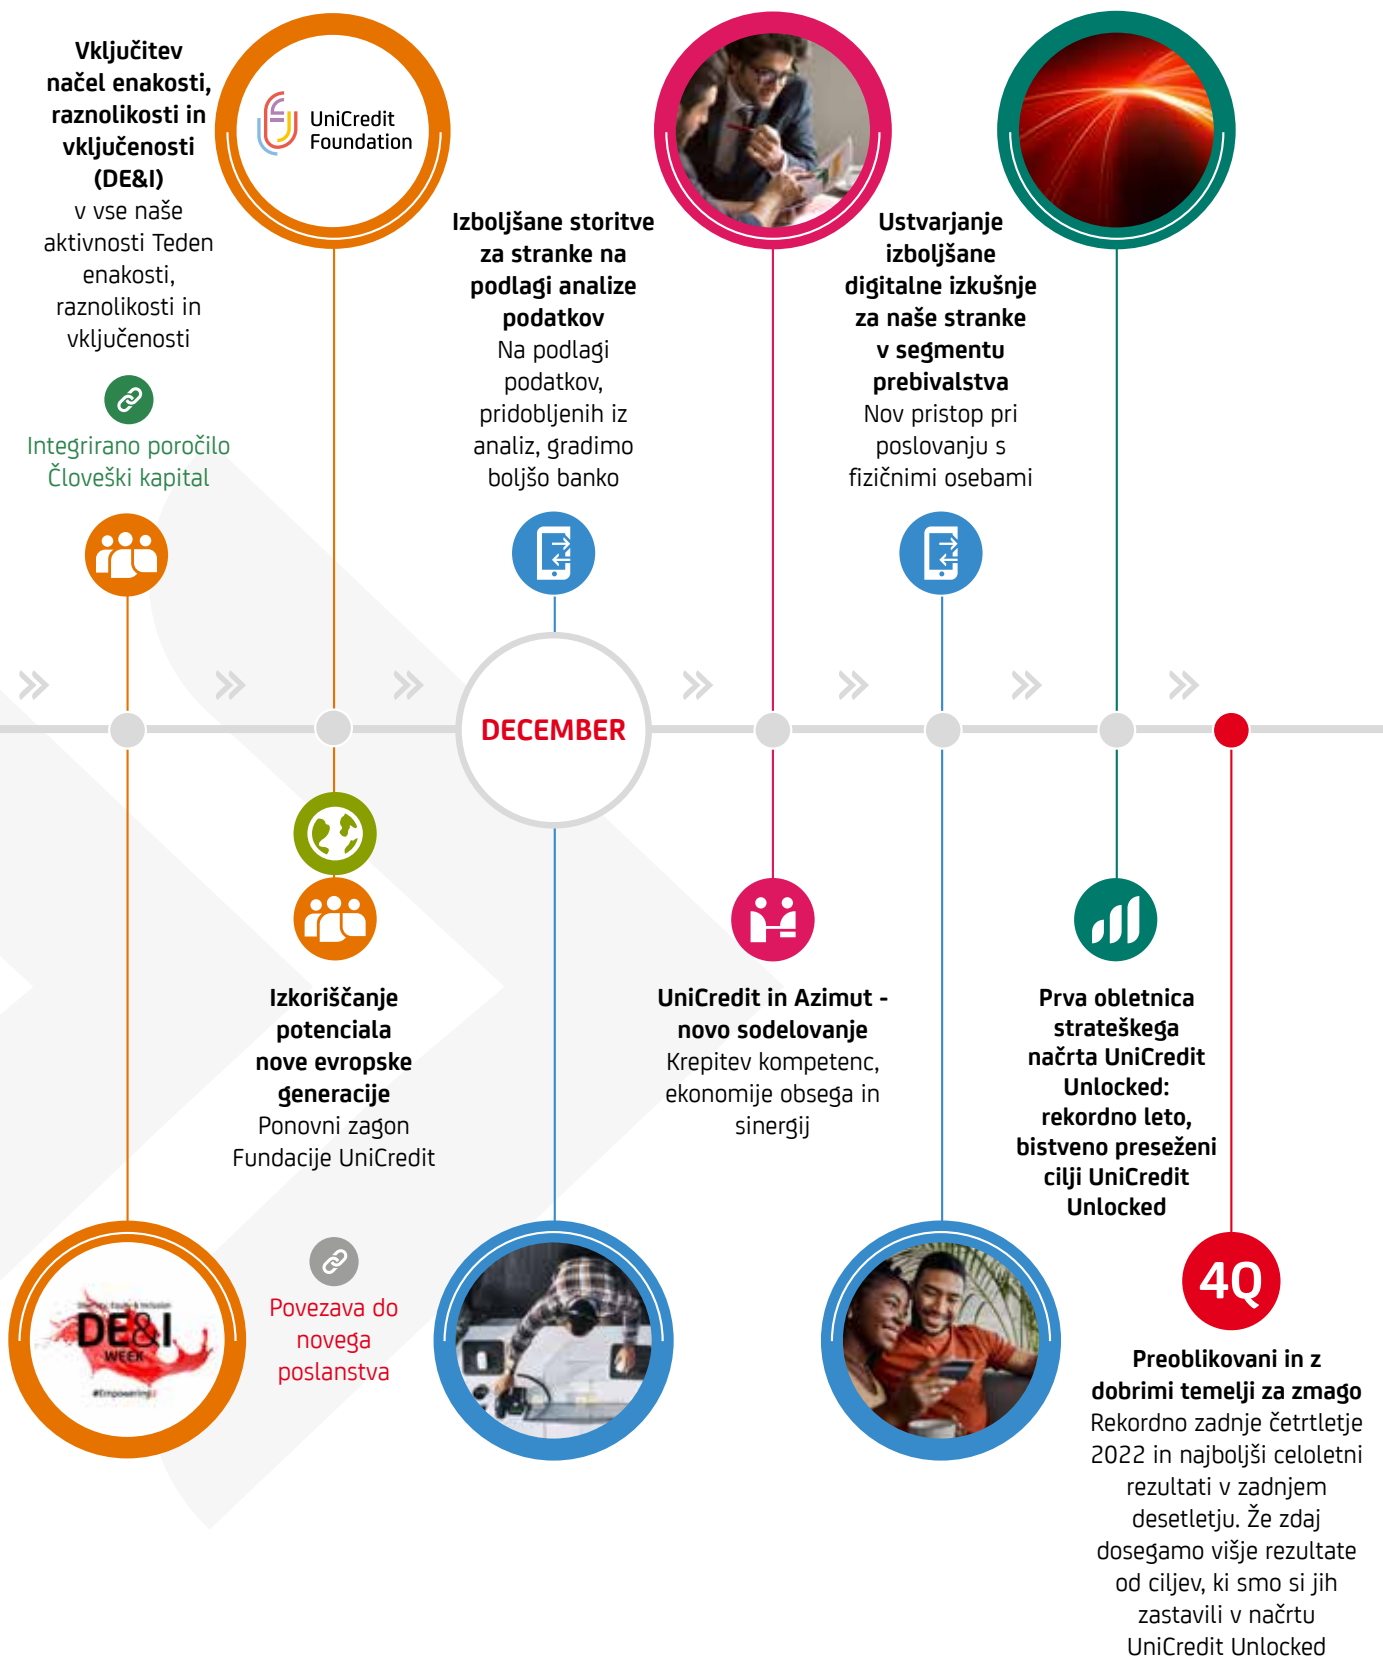 Vključitev
načel enakosti,
raznolikosti in
vključenosti
(DE&I)
v vse naše
aktivnosti Teden
enakosti,
raznolikosti in
vključenosti
Integrirano poročilo
Človeški kapital
UniCredit
Foundation
Izboljšane storitve
za stranke na
podlagi analize
podatkov
Na podlagi
podatkov,
pridobljenih iz
analiz, gradimo
boljšo banko
Ustvarjanje
izboljšane
digitalne izkušnje
za naše stranke
v segmentu
prebivalstva
Nov pristop pri
poslovanju s
fizičnimi osebami
DECEMBER
Izkoriščanje
potenciala
nove evropske
generacije
Ponovni zagon
Fundacije UniCredit
Povezava do
novega
poslanstva
UniCredit in Azimut -
novo sodelovanje
Krepitev kompetenc,
ekonomije obsega in
sinergij
Prva obletnica
strateškega
načrta UniCredit
Unlocked:
rekordno leto,
bistveno preseženi
cilji UniCredit
Unlocked
Equity & Inclusion
DE&I
WEEK
#EmpoweringU
4Q
Preoblikovani in z
dobrimi temelji za zmago
Rekordno zadnje četrtletje
2022 in najboljši celoletni
rezultati v zadnjem
desetletju. Že zdaj
dosegamo višje rezultate
od ciljev, ki smo si jih
zastavili v načrtu
UniCredit Unlocked